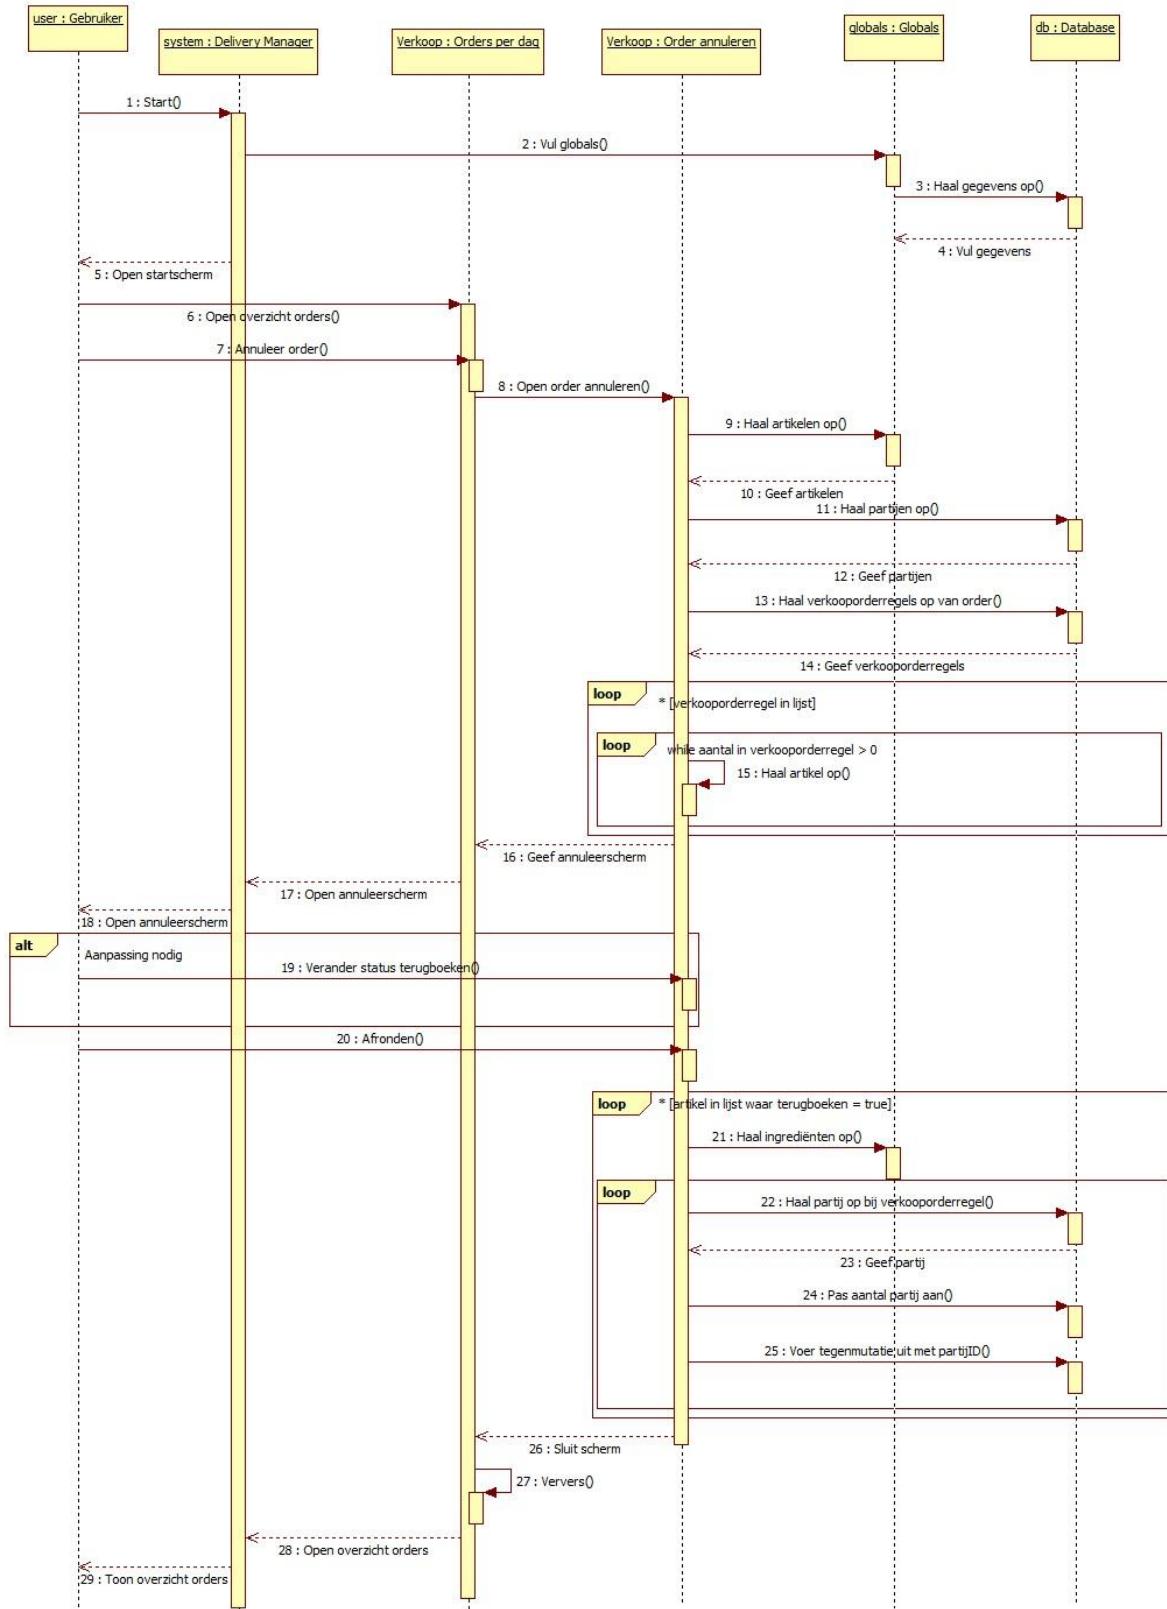 user : Gebruiker
system : Delivery Manager
Verkoop : Orders per dag
Verkoop : Order annuleren
globals : Globals
db : Database
1 : Start()
2 : Vul globals()
3 : Haal gegevens op()
4 : Vul gegevens
5 : Open startscherm
6 : Open overzicht orders()
7 : Annuleer order()
8 : Open order annuleren()
9 : Haal artikelen op()
10 : Geef artikelen
11 : Haal partijen op()
12 : Geef partijen
13 : Haal verkooporderregels op van order()
14 : Geef verkooporderregels
loop
* [verkooporderregel in lijst]
loop
while aantal in verkooporderregel > 0
15 : Haal artikel op()
16 : Geef annuleerscherm
17 : Open annuleerscherm
18 : Open annuleerscherm
alt
Aanpassing nodig
19 : Verander status terugboeken()
20 : Afronden()
loop
* [artikel in lijst waar terugboeken = true]
21 : Haal ingrediënten op()
loop
22 : Haal partij op bij verkooporderregel()
23 : Geef partij
24 : Pas aantal partij aan()
25 : Voer tegenmutatie uit met partijID()
26 : Sluit scherm
27 : Ververs()
28 : Open overzicht orders
29 : Toon overzicht orders